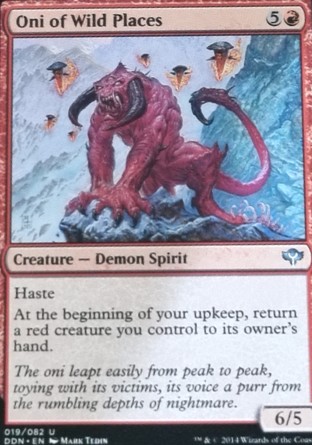 Oni of Wild Places 5
Creature — Demon Spirit
Haste
At the beginning of your upkeep, return
a red creature you control to its owner's
hand.
The oni leapt easily from peak to peak,
toying with its victims, its voice a purr from
the rumbling depths of nightmare.
6/5
019/082 U
DDN • EN Mark Tedin
™ & © 2014 Wizards of the Coas